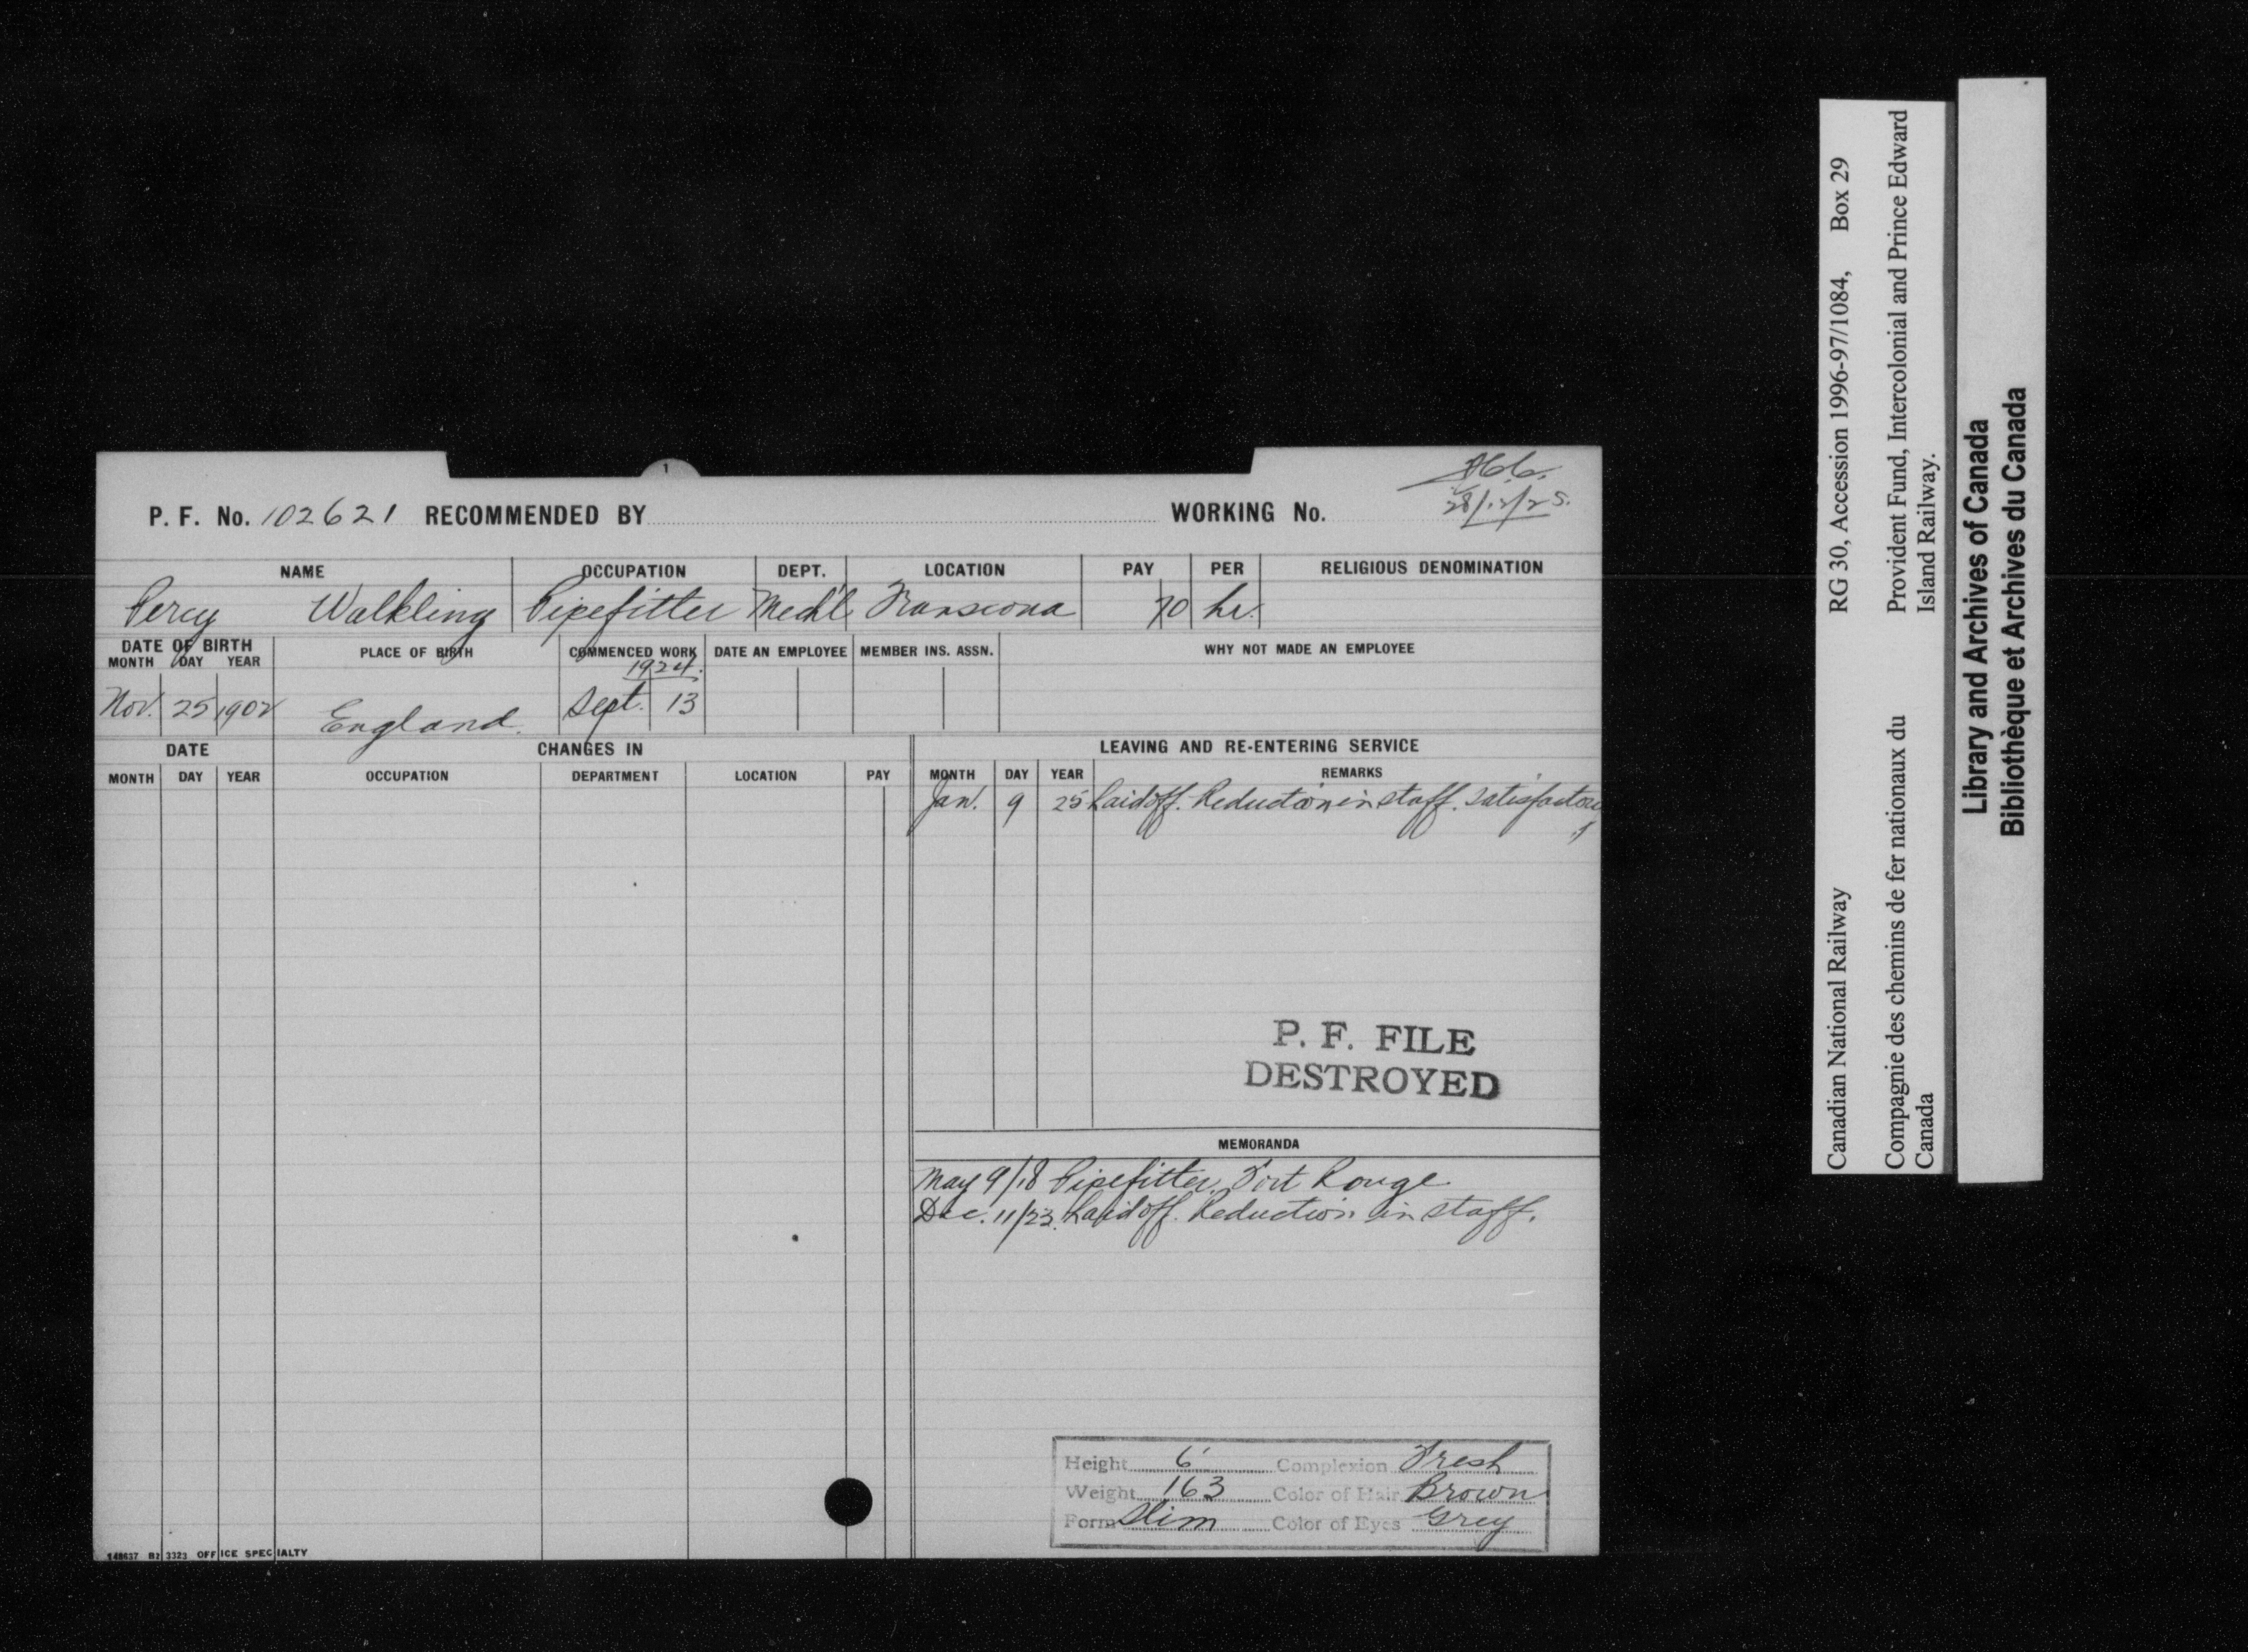 1
28/12/25.
P. F. No. 102621 RECOMMENDED BY WORKING No.
NAME OCCUPATION DEPT. LOCATION PAY PER RELIGIOUS DENOMINATION
Percy Walkling Pipefitter Mech'l Transcona 70 hr.
DATE OF BIRTH PLACE OF BIRTH COMMENCED WORK DATE AN EMPLOYEE MEMBER INS. ASSN. WHY NOT MADE AN EMPLOYEE
MONTH DAY YEAR
1924.
Nov. 25 1902 England. Sept. 13
DATE CHANGES IN LEAVING AND RE-ENTERING SERVICE
MONTH DAY YEAR OCCUPATION DEPARTMENT LOCATION PAY MONTH DAY YEAR REMARKS
Jan. 9 25 Laid off. Reduction in staff. Satisfactory
P. F. FILE
DESTROYED
MEMORANDA
May 9/18 Pipefitter, Fort Rouge
Dec. 11/23. Laid off. Reduction in staff.
Height 6' Complexion Fresh
Weight 163 Color of Hair Brown
Form Slim Color of Eyes Grey
3323 OFFICE SPECIALTY
Canadian National Railway RG 30, Accession 1996-97/1084, Box 29
Compagnie des chemins de fer nationaux du Provident Fund, Intercolonial and Prince Edward
Canada Island Railway.
Library and Archives of Canada
Bibliothèque et Archives du Canada